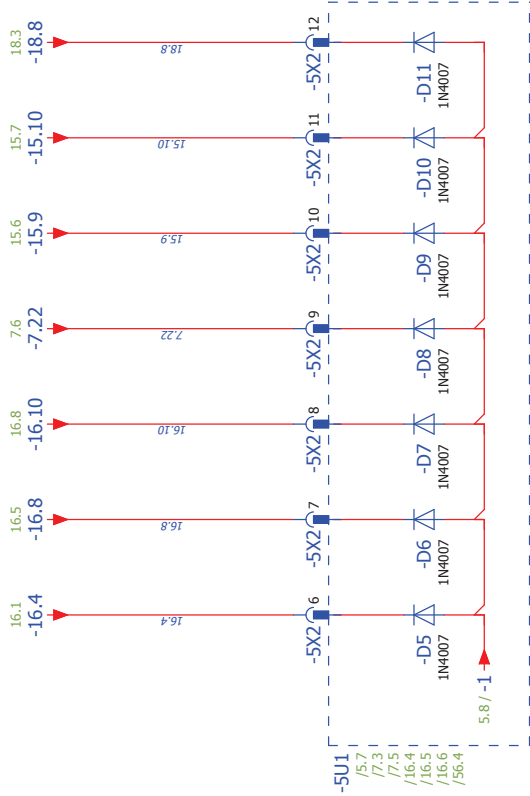 18.3
-18.8
18.8
-5X2
12
-D11
1N4007
15.7
-15.10
15.10
-5X2
11
-D10
1N4007
15.6
-15.9
15.9
-5X2
10
-D9
1N4007
7.6
-7.22
7.22
-5X2
9
-D8
1N4007
16.8
-16.10
16.10
-5X2
8
-D7
1N4007
16.5
-16.8
16.8
-5X2
7
-D6
1N4007
16.1
-16.4
16.4
-5X2
6
-D5
1N4007
5.8 / -1
-5U1
/5.7
/7.3
/7.5
/16.4
/16.5
/16.6
/56.4